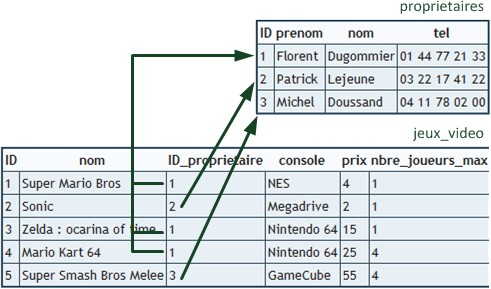 proprietaires
ID prenom nom tel
1 Florent Dugommier 01 44 77 21 33
2 Patrick Lejeune 03 22 17 41 22
3 Michel Doussand 04 11 78 02 00
jeux_video
ID nom ID_proprietaire console prix nbre_joueurs_max
1 Super Mario Bros 1 NES 4 1
2 Sonic 2 Megadrive 2 1
3 Zelda : ocarina of time 1 Nintendo 64 15 1
4 Mario Kart 64 1 Nintendo 64 25 4
5 Super Smash Bros Melee 3 GameCube 55 4